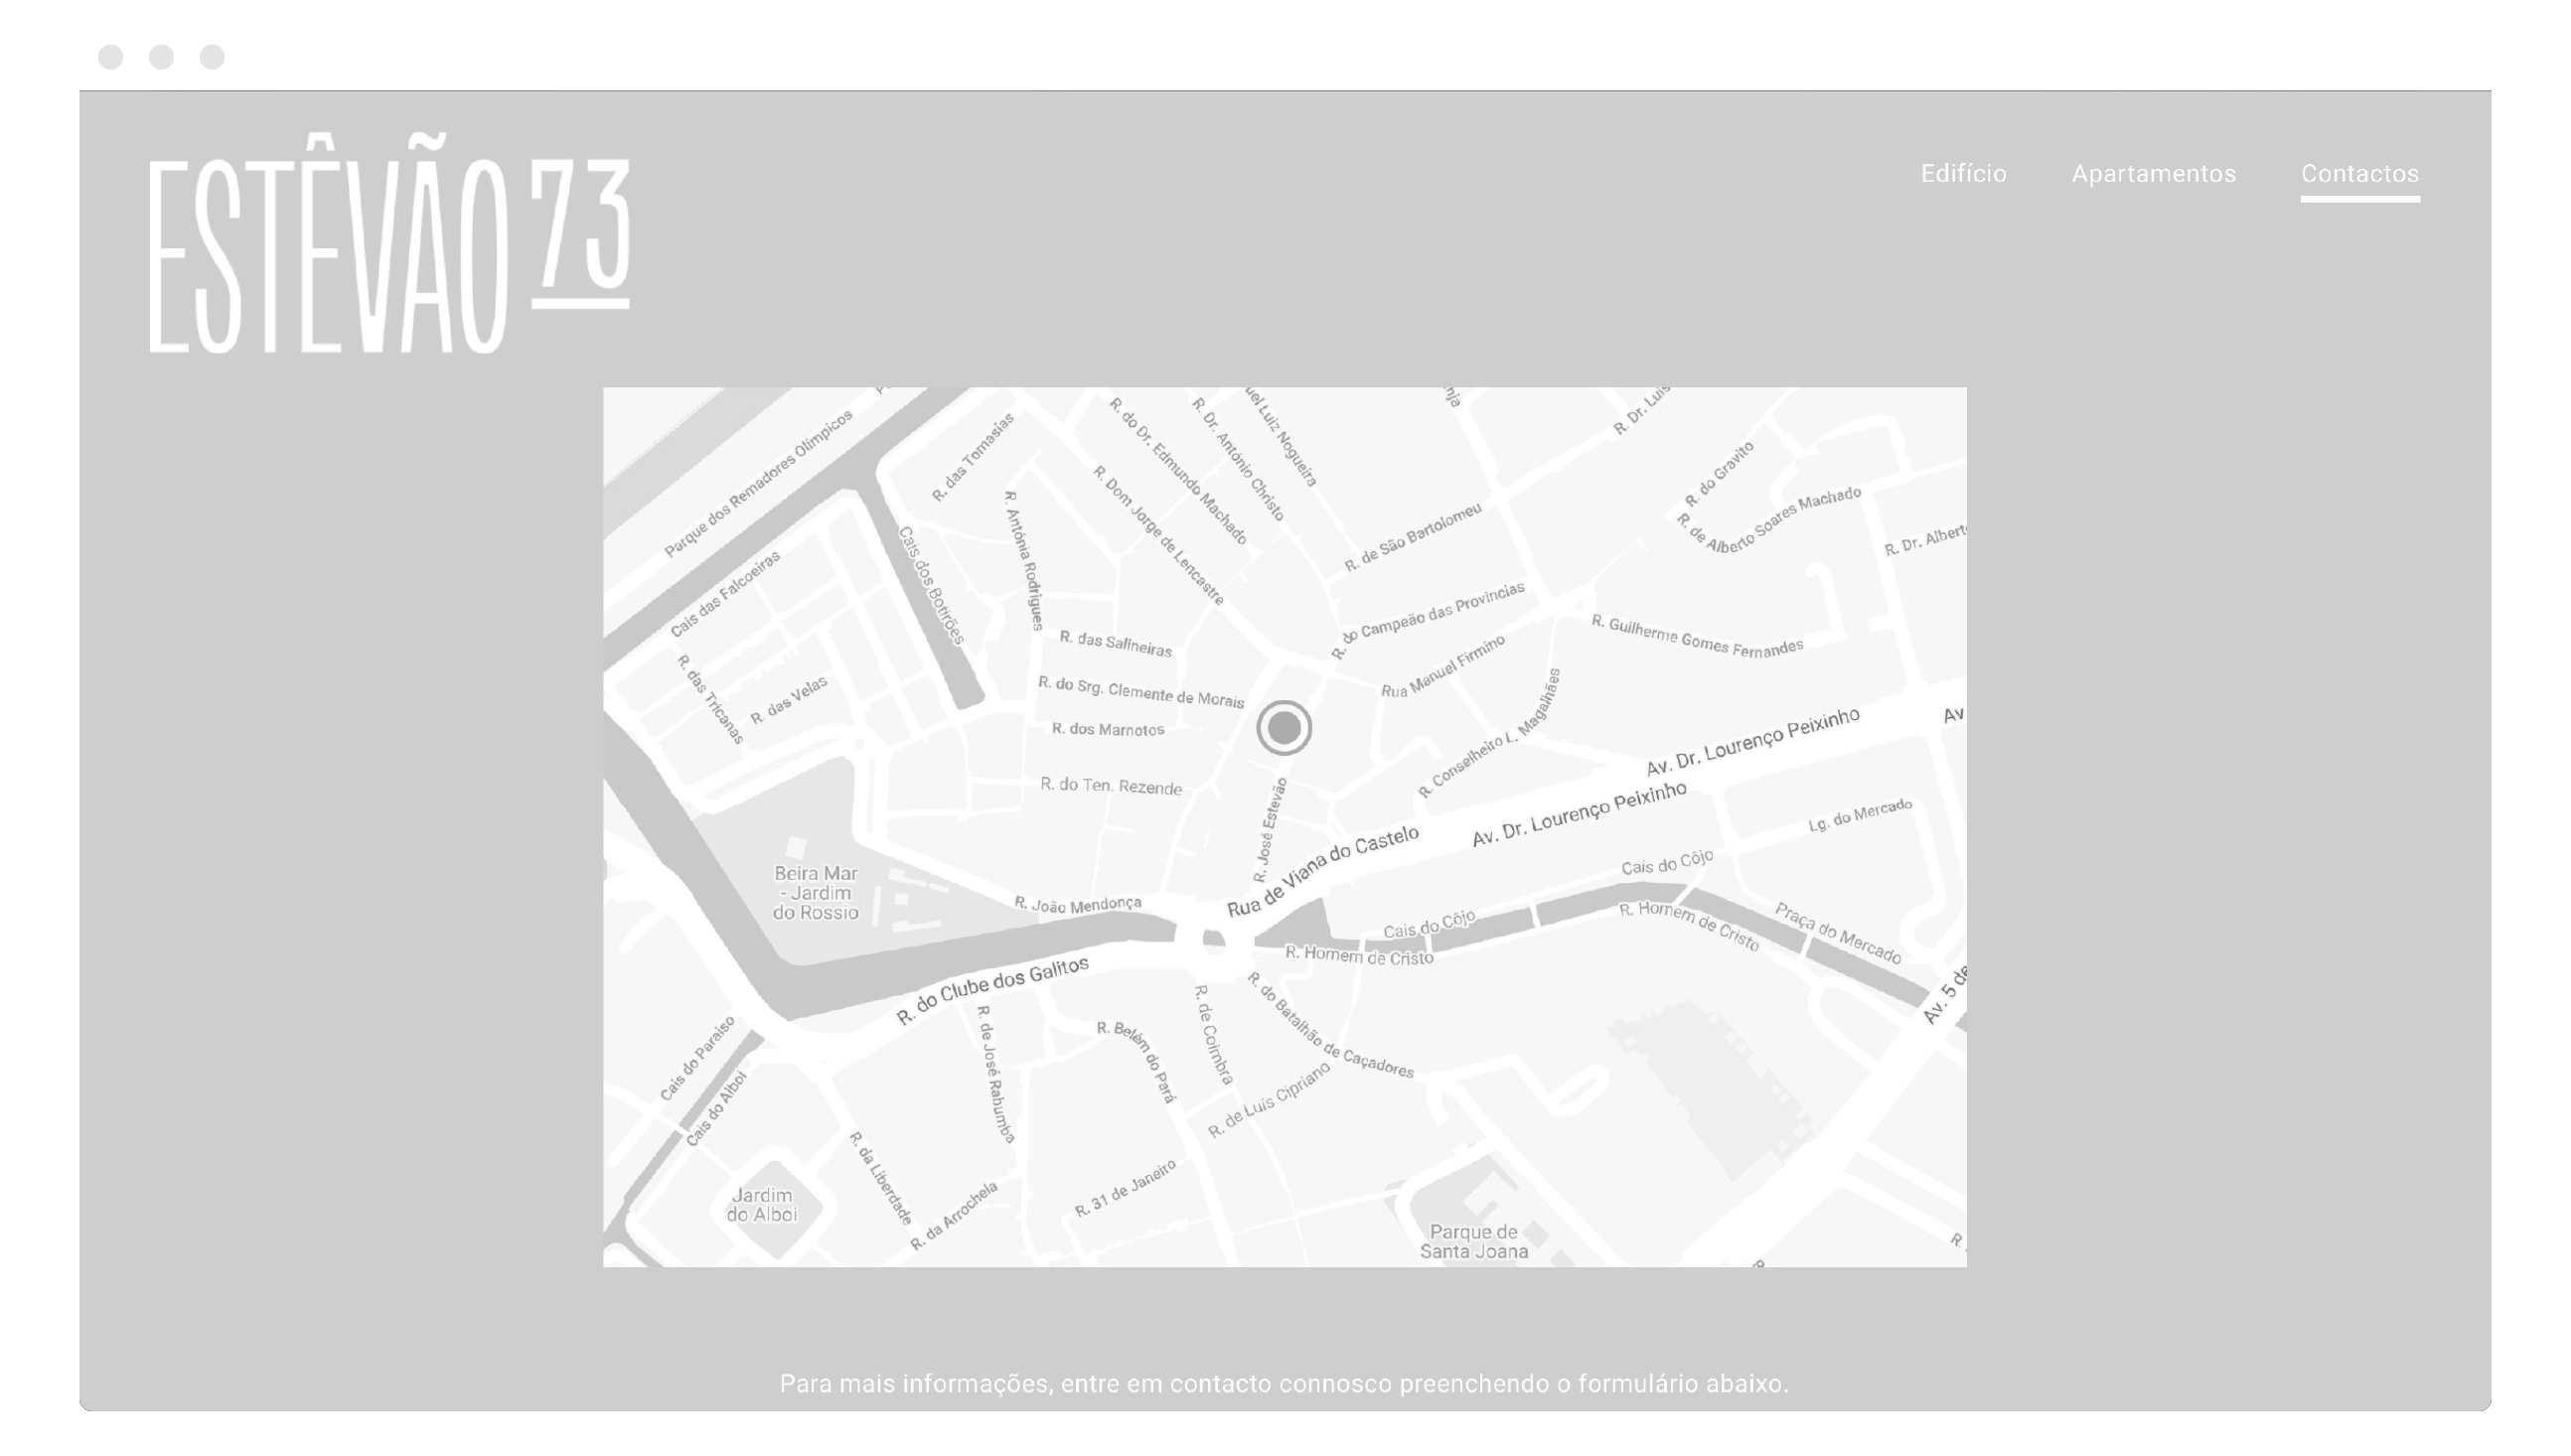 ESTÊVÃO 73
Edifício
Apartamentos
Contactos
Parque dos Remadores Olímpicos
R. das Tomasias
R. do Dr. Edmundo Machado
R. Dr. António Christo
uel Luiz Nogueira
nja
R. Dr. Luis
R. do Gravito
R. de Alberto Soares Machado
R. Dr. Albert
R. Dom Jorge de Lencastre
R. Antónia Rodrigues
Cais dos Botirões
Cais das Falcoeiras
R. de São Bartolomeu
R. do Campeão das Províncias
R. Guilherme Gomes Fernandes
R. das Salineiras
Rua Manuel Firmino
R. das Tricanas
R. das Velas
R. do Srg. Clemente de Morais
R. dos Marnotos
R. Conselheiro L. Magalhães
Av. Dr. Lourenço Peixinho
Av
R. do Ten. Rezende
R. José Estevão
Av. Dr. Lourenço Peixinho
Lg. do Mercado
Rua de Viana do Castelo
Cais do Côjo
Beira Mar
- Jardim
do Rossio
R. João Mendonça
Cais do Côjo
R. Homem de Cristo
R. Homem de Cristo
Praça do Mercado
R. do Clube dos Galitos
Av. 5 de
R. de José Rabumba
R. Belém do Pará
R. de Coimbra
R. do Batalhão de Caçadores
Cais do Paraíso
Cais do Alboi
R. de Luís Cipriano
R. da Liberdade
R. da Arrochela
R. 31 de Janeiro
Jardim
do Alboi
Parque de
Santa Joana
R.
Para mais informações, entre em contacto connosco preenchendo o formulário abaixo.